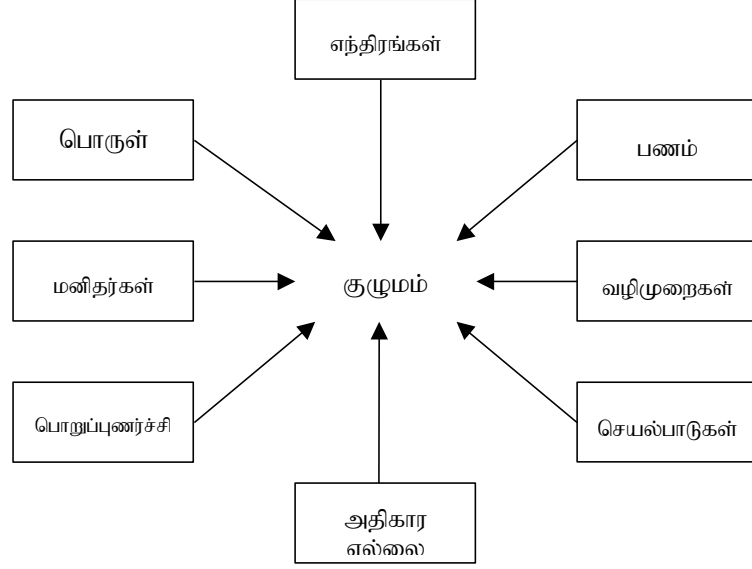 எந்திரங்கள்
பொருள்
பணம்
மனிதர்கள்
குழுமம்
வழிமுறைகள்
பொறுப்புணர்ச்சி
செயல்பாடுகள்
அதிகார
எல்லை